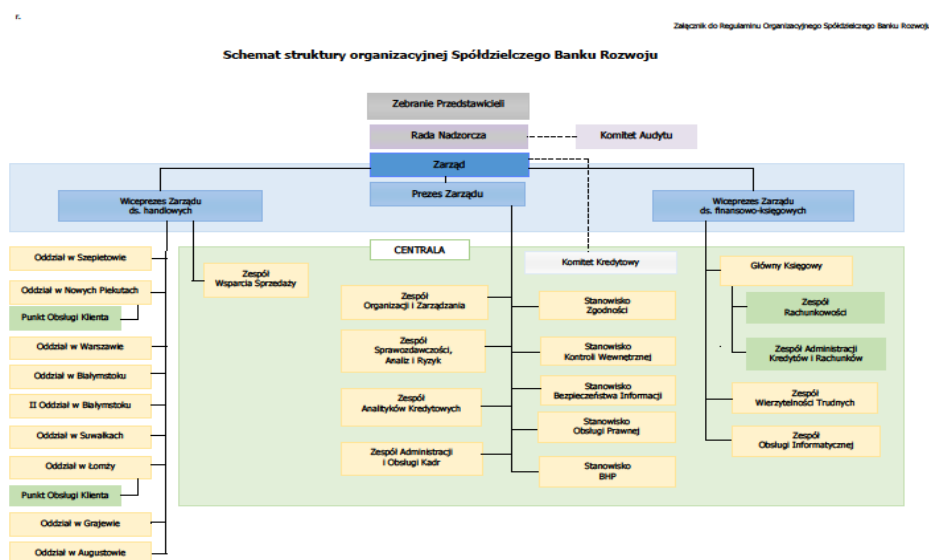 r.
Załącznik do Regulaminu Organizacyjnego Spółdzielczego Banku Rozwoju
Schemat struktury organizacyjnej Spółdzielczego Banku Rozwoju
Zebranie Przedstawicieli
Rada Nadzorcza
Komitet Audytu
Zarząd
Prezes Zarządu
Wiceprezes Zarządu
ds. handlowych
Wiceprezes Zarządu
ds. finansowo-księgowych
Oddział w Szepietowie
Oddział w Nowych Piekutach
Punkt Obsługi Klienta
Oddział w Warszawie
Oddział w Białymstoku
II Oddział w Białymstoku
Oddział w Suwałkach
Oddział w Łomży
Punkt Obsługi Klienta
Oddział w Grajewie
Oddział w Augustowie
CENTRALA
Zespół
Wsparcia Sprzedaży
Zespół
Organizacji i Zarządzania
Zespół
Sprawozdawczości,
Analiz i Ryzyk
Zespół
Analityków Kredytowych
Zespół Administracji
i Obsługi Kadr
Komitet Kredytowy
Stanowisko
Zgodności
Stanowisko
Kontroli Wewnętrznej
Stanowisko
Bezpieczeństwa Informacji
Stanowisko
Obsługi Prawnej
Stanowisko
BHP
Główny Księgowy
Zespół
Rachunkowości
Zespół Administracji
Kredytów i Rachunków
Zespół
Wierzytelności Trudnych
Zespół
Obsługi Informatycznej